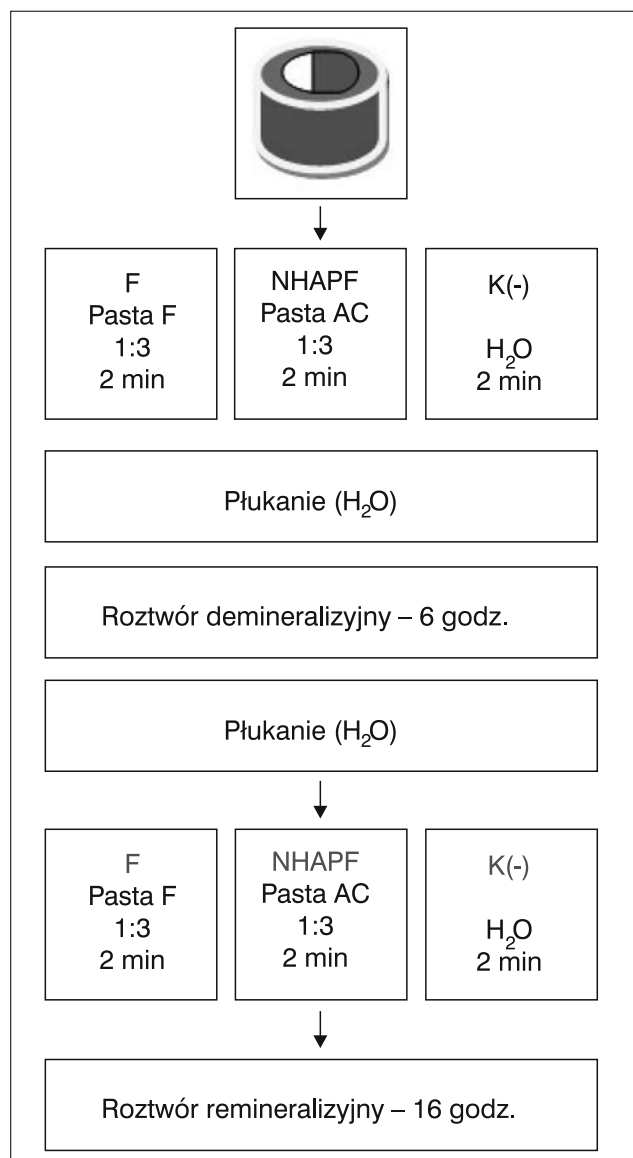 F
Pasta F
1:3
2 min
NHAPF
Pasta AC
1:3
2 min
K(-)
H₂O
2 min
Płukanie (H₂O)
Roztwór demineralizyjny – 6 godz.
Płukanie (H₂O)
F
Pasta F
1:3
2 min
NHAPF
Pasta AC
1:3
2 min
K(-)
H₂O
2 min
Roztwór remineralizyjny – 16 godz.